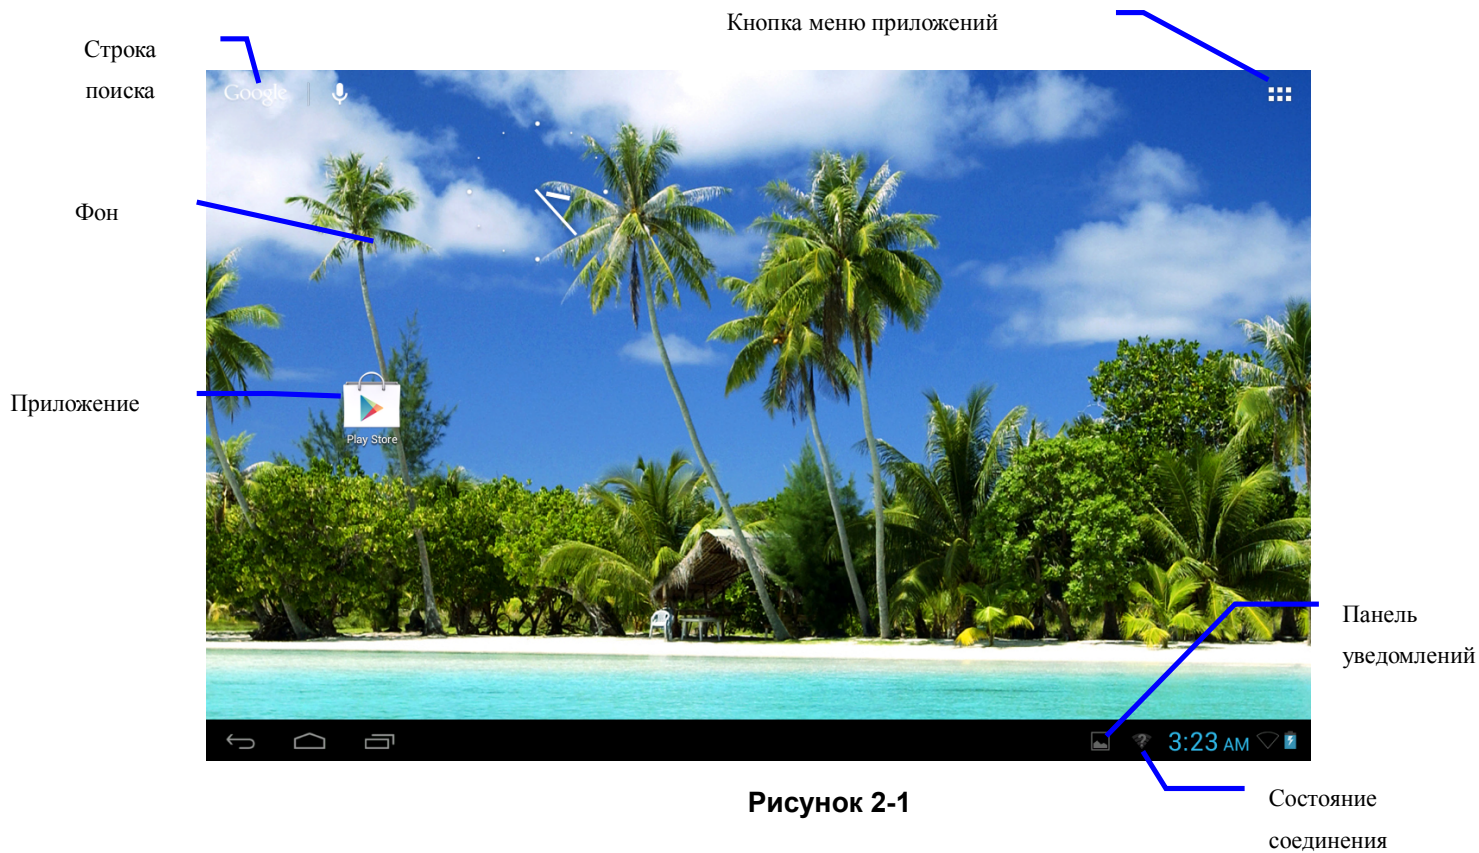 Кнопка меню приложений
Строка
поиска
Google
Фон
Приложение
Play Store
Панель
уведомлений
3:23 AM
Рисунок 2-1
Состояние
соединения